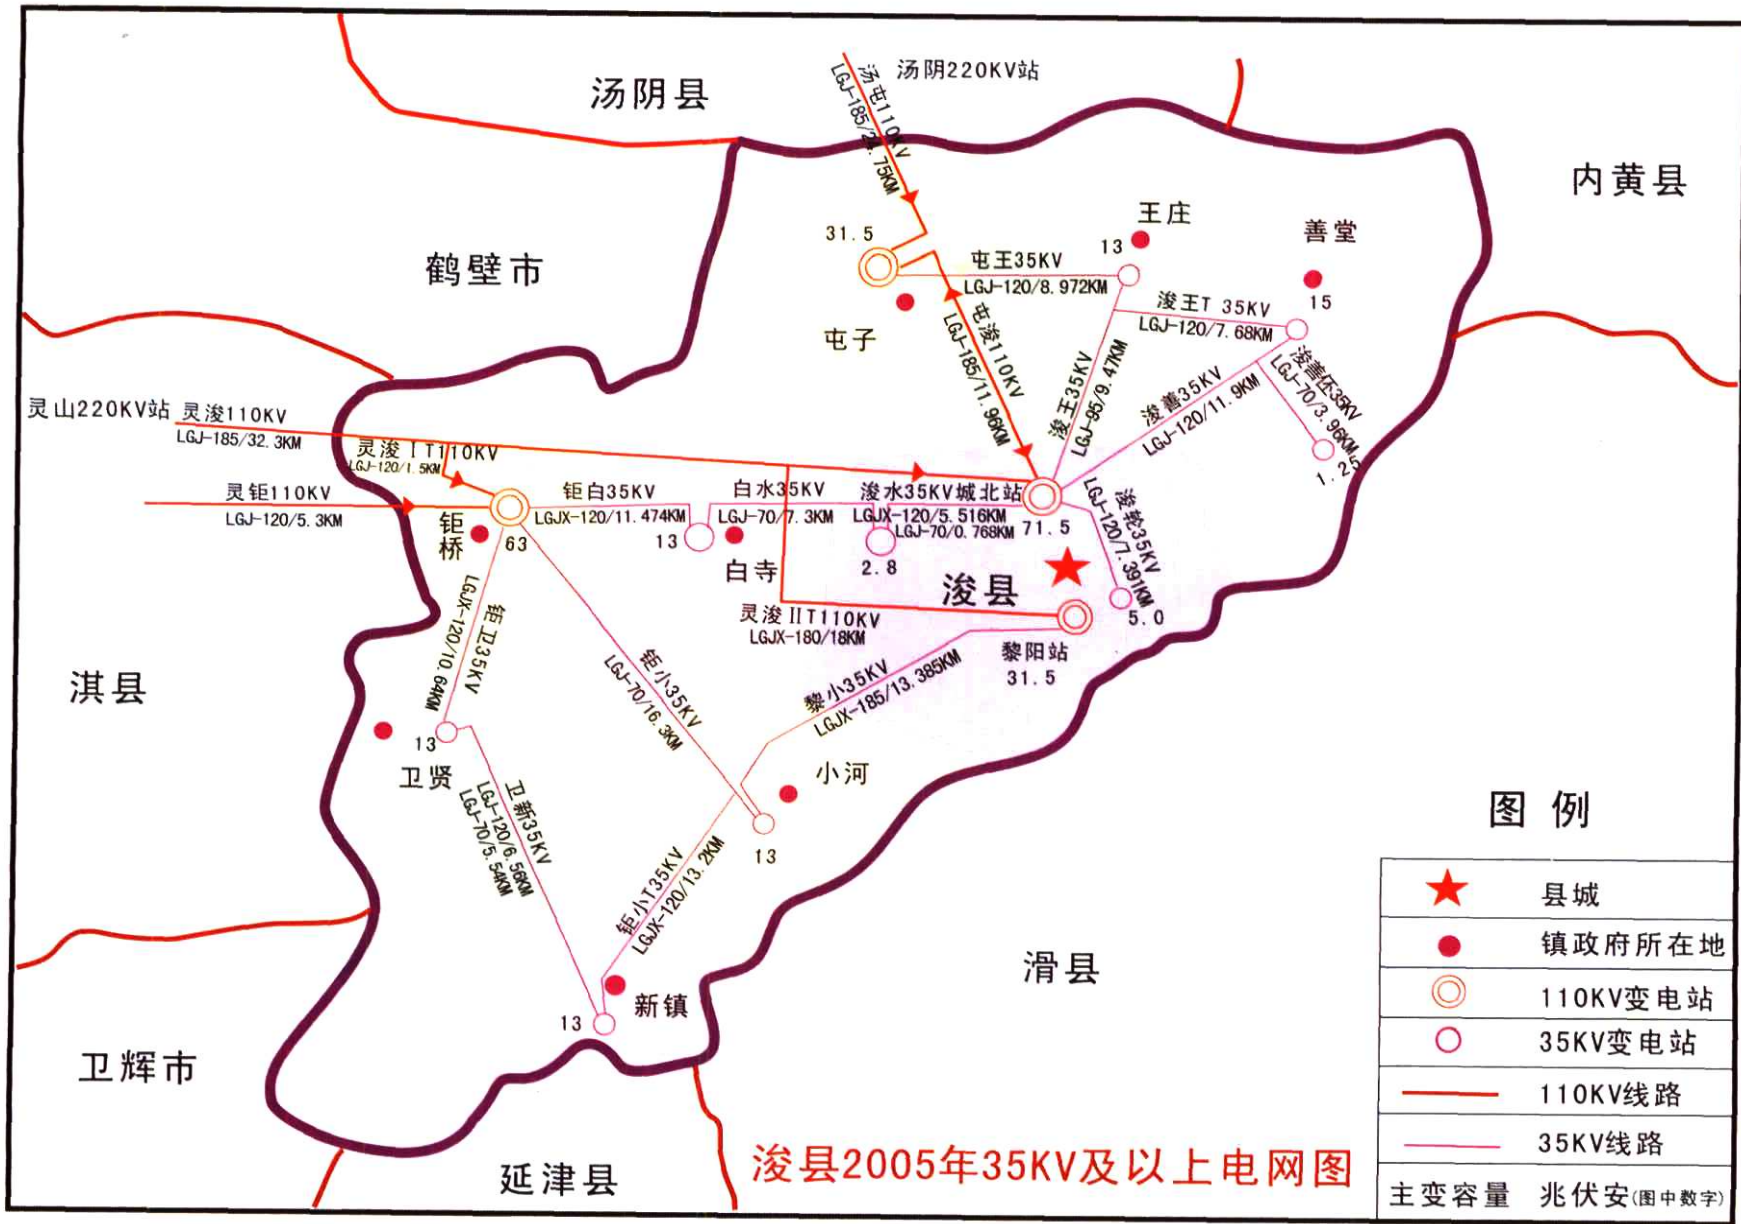 汤阴220KV站
汤屯110KV
LGJ-185/24.75KM
汤阴县
内黄县
鹤壁市
31.5
屯子
王庄
13
善堂
15
屯王35KV
LGJ-120/8.972KM
浚王T 35KV
LGJ-120/7.68KM
屯浚110KV
LGJ-185/11.96KM
浚王35KV
LGJ-95/9.47KM
浚善35KV
LGJ-120/11.9KM
浚善还35KV
LGJ-70/3.96KM
1.25
灵山220KV站
灵浚110KV
LGJ-185/32.3KM
灵浚ⅠT110KV
LGJ-120/1.5KM
灵钜110KV
LGJ-120/5.3KM
钜桥
63
钜白35KV
LGJX-120/11.474KM
13
白寺
白水35KV
LGJ-70/7.3KM
浚水35KV
LGJX-120/5.516KM
LGJ-70/0.768KM
2.8
城北站
71.5
浚轮35KV
LGJ-120/7.391KM
5.0
浚县
灵浚ⅡT110KV
LGJX-180/18KM
黎阳站
31.5
黎小35KV
LGJX-185/13.385KM
钜卫35KV
LGJX-120/10.64KM
钜小35KV
LGJ-70/16.3KM
淇县
13
卫贤
卫新35KV
LGJ-120/6.56KM
LGJ-70/5.54KM
小河
13
钜小T35KV
LGJX-120/13.2KM
新镇
13
滑县
卫辉市
延津县
浚县2005年35KV及以上电网图
图例
县城
镇政府所在地
110KV变电站
35KV变电站
110KV线路
35KV线路
主变容量 兆伏安(图中数字)